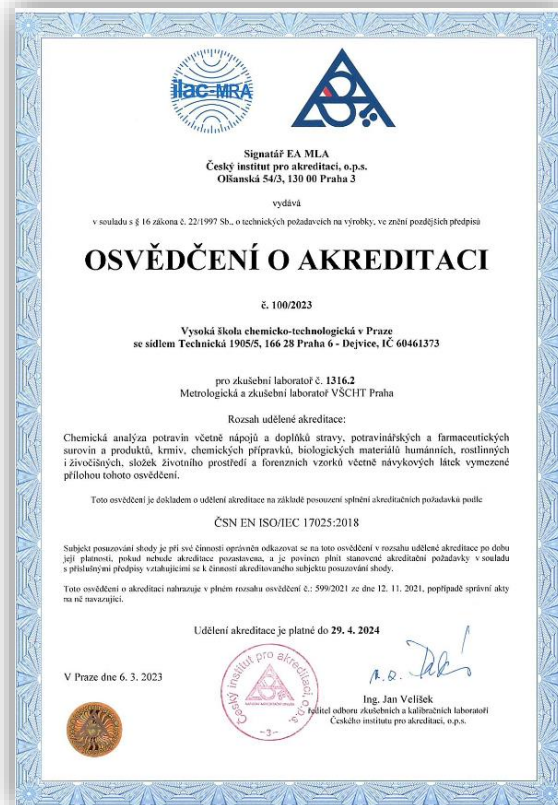 ilac-MRA
Signatář EA MLA
Český institut pro akreditaci, o.p.s.
Olšanská 54/3, 130 00 Praha 3
vydává
v souladu s § 16 zákona č. 22/1997 Sb., o technických požadavcích na výrobky, ve znění pozdějších předpisů
OSVĚDČENÍ O AKREDITACI
č. 100/2023
Vysoká škola chemicko-technologická v Praze
se sídlem Technická 1905/5, 166 28 Praha 6 - Dejvice, IČ 60461373
pro zkušební laboratoř č. 1316.2
Metrologická a zkušební laboratoř VŠCHT Praha
Rozsah udělené akreditace:
Chemická analýza potravin včetně nápojů a doplňků stravy, potravinářských a farmaceutických
surovin a produktů, krmiv, chemických přípravků, biologických materiálů humánních, rostlinných
i živočišných, složek životního prostředí a forenzních vzorků včetně návykových látek vymezené
přílohou tohoto osvědčení.
Toto osvědčení je dokladem o udělení akreditace na základě posouzení splnění akreditačních požadavků podle
ČSN EN ISO/IEC 17025:2018
Subjekt posuzování shody je při své činnosti oprávněn odkazovat se na toto osvědčení v rozsahu udělené akreditace po dobu
její platnosti, pokud nebude akreditace pozastavena, a je povinen plnit stanovené akreditační požadavky v souladu
s příslušnými předpisy vztahujícími se k činnosti akreditovaného subjektu posuzování shody.
Toto osvědčení o akreditaci nahrazuje v plném rozsahu osvědčení č.: 599/2021 ze dne 12. 11. 2021, popřípadě správní akty
na ně navazující.
Udělení akreditace je platné do 29. 4. 2024
Český institut pro akreditaci, o.p.s.
-3-
V Praze dne 6. 3. 2023
Ing. Jan Velíšek
ředitel odboru zkušebních a kalibračních laboratoří
Českého institutu pro akreditaci, o.p.s.